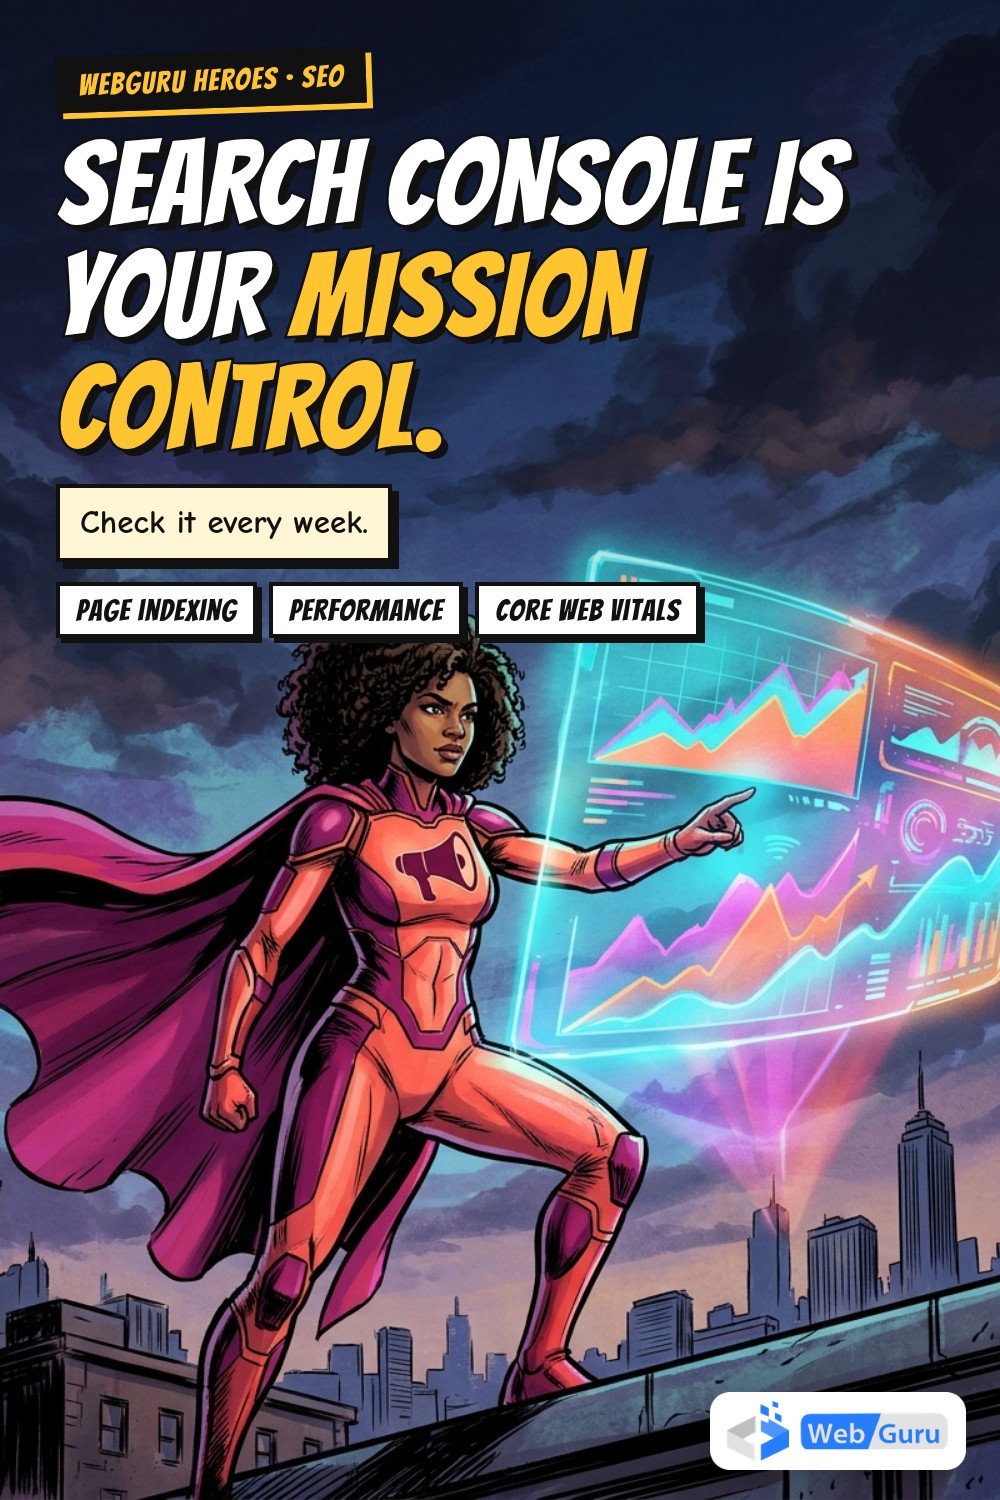 WEBGURU HEROES · SEO
SEARCH CONSOLE IS
YOUR MISSION
CONTROL.
Check it every week.
PAGE INDEXING
PERFORMANCE
CORE WEB VITALS
Web Guru